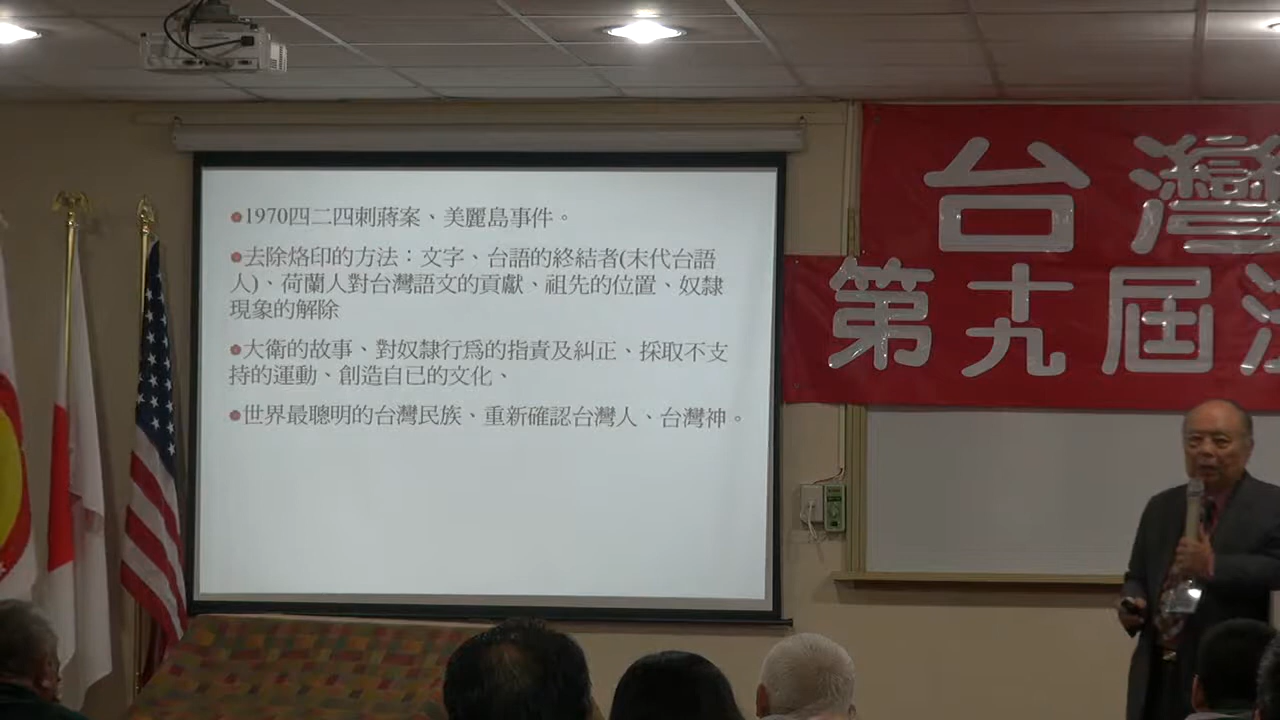 1970四二四刺蔣案、美麗島事件。
去除烙印的方法：文字、台語的終結者(末代台語
人)、荷蘭人對台灣語文的貢獻、祖先的位置、奴隸
現象的解除
大衛的故事、對奴隸行為的指責及糾正、採取不支
持的運動、創造自已的文化、
世界最聰明的台灣民族、重新確認台灣人、台灣神。
台灣
第十九屆